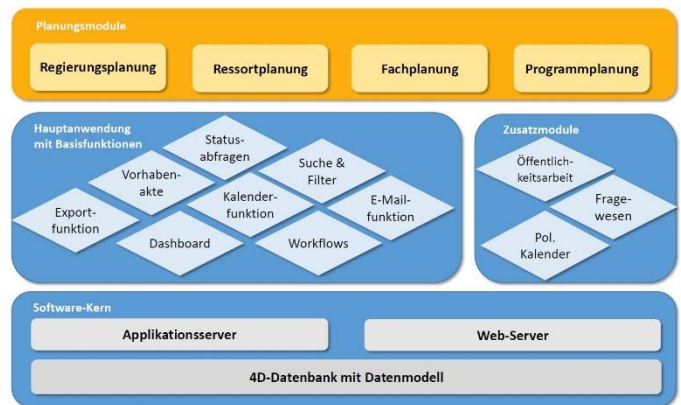 Planungsmodule
Regierungsplanung
Ressortplanung
Fachplanung
Programmplanung
Hauptanwendung
mit Basisfunktionen
Status-
abfragen
Suche &
Filter
Vorhaben-
akte
Kalender-
funktion
E-Mail-
funktion
Export-
funktion
Dashboard
Workflows
Zusatzmodule
Öffentlich-
keitsarbeit
Frage-
wesen
Pol.
Kalender
Software-Kern
Applikationsserver
Web-Server
4D-Datenbank mit Datenmodell